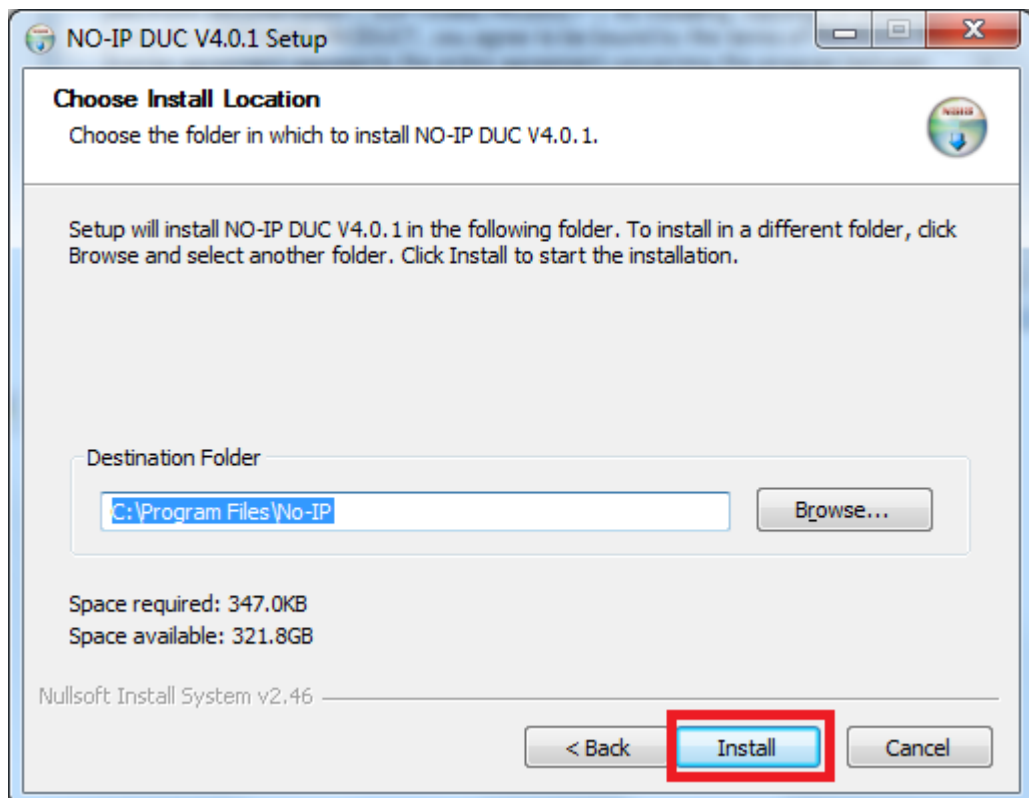 NO-IP DUC V4.0.1 Setup
Choose Install Location
Choose the folder in which to install NO-IP DUC V4.0.1.
Setup will install NO-IP DUC V4.0.1 in the following folder. To install in a different folder, click
Browse and select another folder. Click Install to start the installation.
Destination Folder
C:\Program Files\No-IP
Browse...
Space required: 347.0KB
Space available: 321.8GB
Nullsoft Install System v2.46
< Back
Install
Cancel